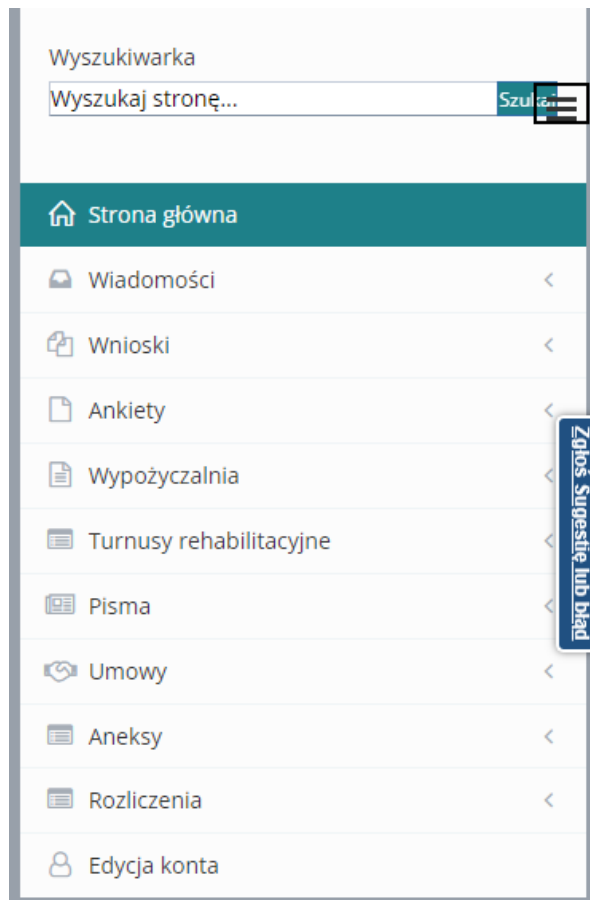 Wyszukiwarka
Wyszukaj stronę...
Szukaj
Strona główna
Wiadomości
Wnioski
Ankiety
Wypożyczalnia
Turnusy rehabilitacyjne
Pisma
Umowy
Aneksy
Rozliczenia
Edycja konta
Zgłoś Sugestię lub błąd